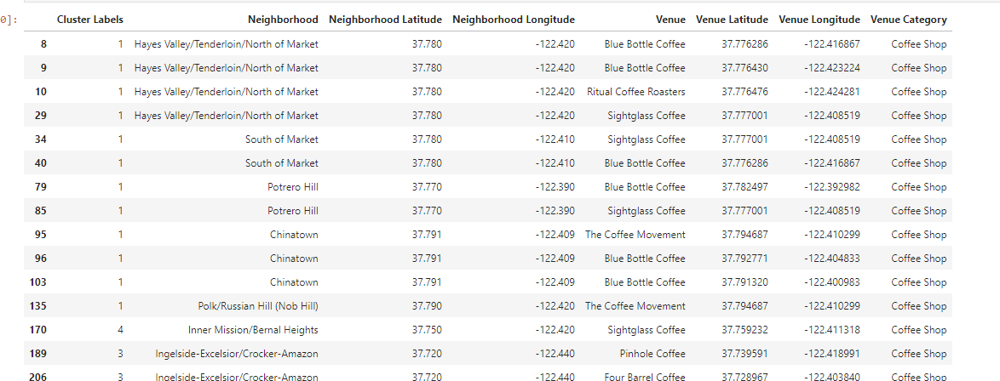 0]: Cluster Labels Neighborhood Neighborhood Latitude Neighborhood Longitude Venue Venue Latitude Venue Longitude Venue Category
8 1 Hayes Valley/Tenderloin/North of Market 37.780 -122.420 Blue Bottle Coffee 37.776286 -122.416867 Coffee Shop
9 1 Hayes Valley/Tenderloin/North of Market 37.780 -122.420 Blue Bottle Coffee 37.776430 -122.423224 Coffee Shop
10 1 Hayes Valley/Tenderloin/North of Market 37.780 -122.420 Ritual Coffee Roasters 37.776476 -122.424281 Coffee Shop
29 1 Hayes Valley/Tenderloin/North of Market 37.780 -122.420 Sightglass Coffee 37.777001 -122.408519 Coffee Shop
34 1 South of Market 37.780 -122.410 Sightglass Coffee 37.777001 -122.408519 Coffee Shop
40 1 South of Market 37.780 -122.410 Blue Bottle Coffee 37.776286 -122.416867 Coffee Shop
79 1 Potrero Hill 37.770 -122.390 Blue Bottle Coffee 37.782497 -122.392982 Coffee Shop
85 1 Potrero Hill 37.770 -122.390 Sightglass Coffee 37.777001 -122.408519 Coffee Shop
95 1 Chinatown 37.791 -122.409 The Coffee Movement 37.794687 -122.410299 Coffee Shop
96 1 Chinatown 37.791 -122.409 Blue Bottle Coffee 37.792771 -122.404833 Coffee Shop
103 1 Chinatown 37.791 -122.409 Blue Bottle Coffee 37.791320 -122.400983 Coffee Shop
135 1 Polk/Russian Hill (Nob Hill) 37.790 -122.420 The Coffee Movement 37.794687 -122.410299 Coffee Shop
170 4 Inner Mission/Bernal Heights 37.750 -122.420 Sightglass Coffee 37.759232 -122.411318 Coffee Shop
189 3 Ingelside-Excelsior/Crocker-Amazon 37.720 -122.440 Pinhole Coffee 37.739591 -122.418991 Coffee Shop
206 3 Ingelside-Excelsior/Crocker-Amazon 37.720 -122.440 Four Barrel Coffee 37.728967 -122.403840 Coffee Shop